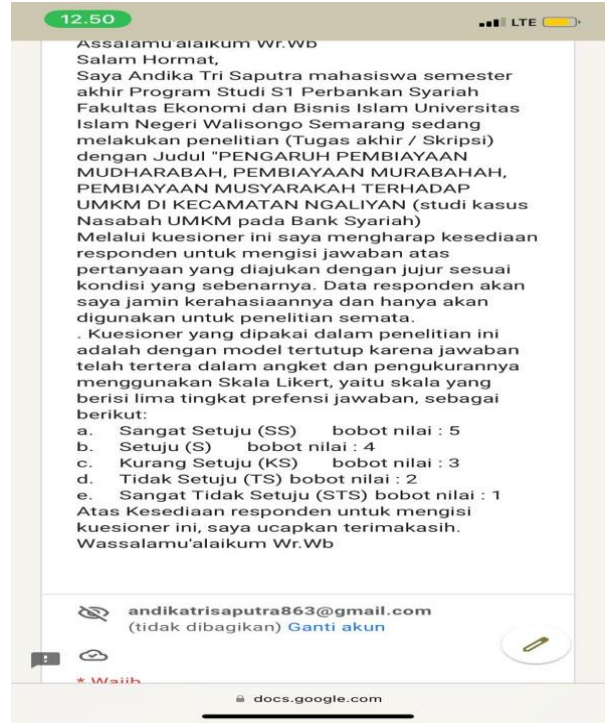 12.50
LTE
Assalamu'alaikum Wr.Wb
Salam Hormat,
Saya Andika Tri Saputra mahasiswa semester
akhir Program Studi S1 Perbankan Syariah
Fakultas Ekonomi dan Bisnis Islam Universitas
Islam Negeri Walisongo Semarang sedang
melakukan penelitian (Tugas akhir / Skripsi)
dengan Judul "PENGARUH PEMBIAYAAN
MUDHARABAH, PEMBIAYAAN MURABAHAH,
PEMBIAYAAN MUSYARAKAH TERHADAP
UMKM DI KECAMATAN NGALIYAN (studi kasus
Nasabah UMKM pada Bank Syariah)
Melalui kuesioner ini saya mengharap kesediaan
responden untuk mengisi jawaban atas
pertanyaan yang diajukan dengan jujur sesuai
kondisi yang sebenarnya. Data responden akan
saya jamin kerahasiaannya dan hanya akan
digunakan untuk penelitian semata.
. Kuesioner yang dipakai dalam penelitian ini
adalah dengan model tertutup karena jawaban
telah tertera dalam angket dan pengukurannya
menggunakan Skala Likert, yaitu skala yang
berisi lima tingkat prefensi jawaban, sebagai
berikut:
a. Sangat Setuju (SS) bobot nilai : 5
b. Setuju (S) bobot nilai : 4
c. Kurang Setuju (KS) bobot nilai : 3
d. Tidak Setuju (TS) bobot nilai : 2
e. Sangat Tidak Setuju (STS) bobot nilai : 1
Atas Kesediaan responden untuk mengisi
kuesioner ini, saya ucapkan terimakasih.
Wassalamu'alaikum Wr.Wb
andikatrisaputra863@gmail.com
(tidak dibagikan) Ganti akun
* Wajib
docs.google.com